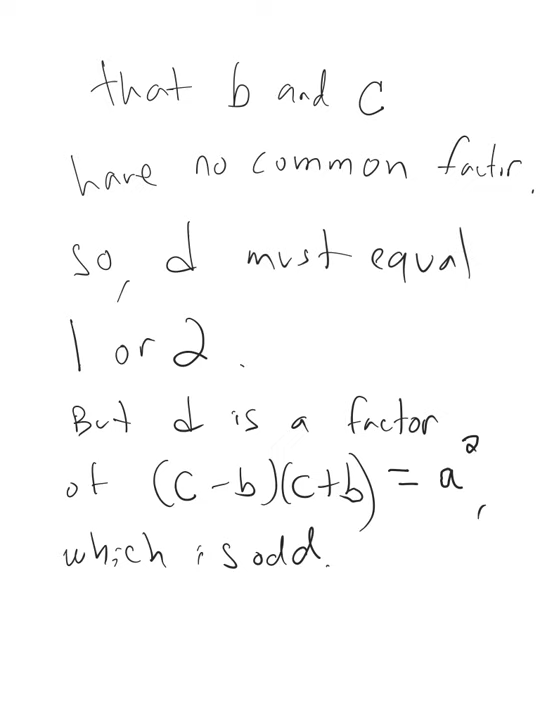 that b and c
have no common factor.
so, d must equal
1 or 2.
But d is a factor
of (c-b)(c+b) = a²,
which is odd.